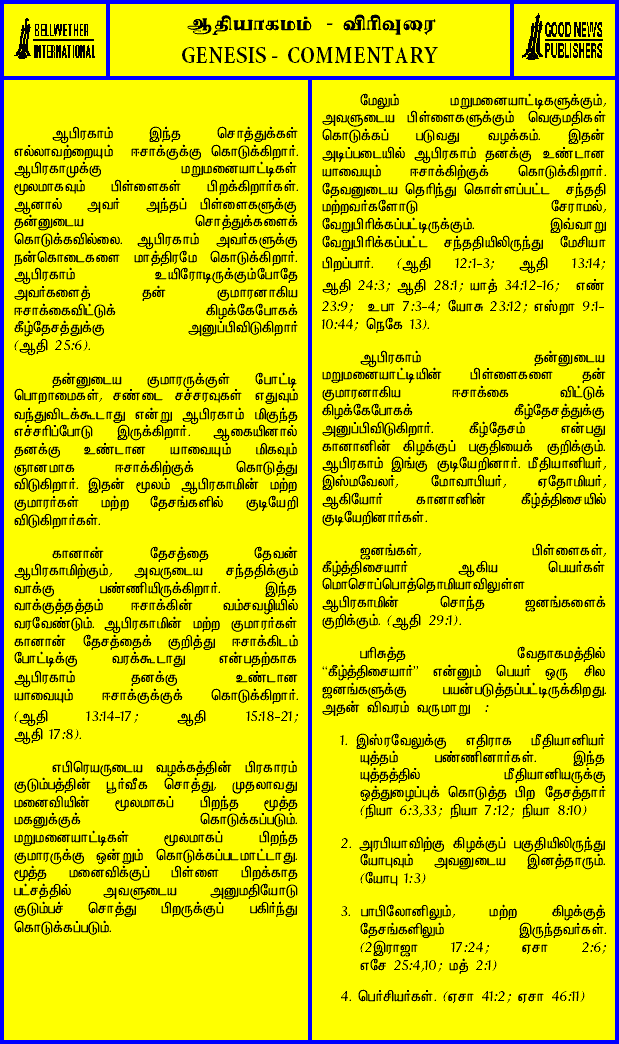 BELLWETHER
INTERNATIONAL
ஆதியாகமம் - விரிவுரை
GENESIS - COMMENTARY
GOOD NEWS
PUBLISHERS
ஆபிரகாம் இந்த சொத்துக்கள்
எல்லாவற்றையும் ஈசாக்குக்கு கொடுக்கிறார்.
ஆபிரகாமுக்கு மறுமனையாட்டிகள்
மூலமாகவும் பிள்ளைகள் பிறக்கிறார்கள்.
ஆனால் அவர் அந்தப் பிள்ளைகளுக்கு
தன்னுடைய சொத்துக்களைக்
கொடுக்கவில்லை. ஆபிரகாம் அவர்களுக்கு
நன்கொடைகளை மாத்திரமே கொடுக்கிறார்.
ஆபிரகாம் உயிரோடிருக்கும்போதே
அவர்களைத் தன் குமாரனாகிய
ஈசாக்கைவிட்டுக் கிழக்கேபோகக்
கீழ்தேசத்துக்கு அனுப்பிவிடுகிறார்
(ஆதி 25:6).
தன்னுடைய குமாரருக்குள் போட்டி
பொறாமைகள், சண்டை சச்சரவுகள் எதுவும்
வந்துவிடக்கூடாது என்று ஆபிரகாம் மிகுந்த
எச்சரிப்போடு இருக்கிறார். ஆகையினால்
தனக்கு உண்டான யாவையும் மிகவும்
ஞானமாக ஈசாக்கிற்குக் கொடுத்து
விடுகிறார். இதன் மூலம் ஆபிரகாமின் மற்ற
குமாரர்கள் மற்ற தேசங்களில் குடியேறி
விடுகிறார்கள்.
கானான் தேசத்தை தேவன்
ஆபிரகாமிற்கும், அவருடைய சந்ததிக்கும்
வாக்கு பண்ணியிருக்கிறார். இந்த
வாக்குத்தத்தம் ஈசாக்கின் வம்சவழியில்
வரவேண்டும். ஆபிரகாமின் மற்ற குமாரர்கள்
கானான் தேசத்தைக் குறித்து ஈசாக்கிடம்
போட்டிக்கு வரக்கூடாது என்பதற்காக
ஆபிரகாம் தனக்கு உண்டான
யாவையும் ஈசாக்குக்குக் கொடுக்கிறார்.
(ஆதி 13:14-17; ஆதி 15:18-21;
ஆதி 17:8).
எபிரெயருடைய வழக்கத்தின் பிரகாரம்
குடும்பத்தின் பூர்வீக சொத்து, முதலாவது
மனைவியின் மூலமாகப் பிறந்த மூத்த
மகனுக்குக் கொடுக்கப்படும்.
மறுமனையாட்டிகள் மூலமாகப் பிறந்த
குமாரருக்கு ஒன்றும் கொடுக்கப்படமாட்டாது.
மூத்த மனைவிக்குப் பிள்ளை பிறக்காத
பட்சத்தில் அவளுடைய அனுமதியோடு
குடும்பச் சொத்து பிறருக்குப் பகிர்ந்து
கொடுக்கப்படும்.
மேலும் மறுமனையாட்டிகளுக்கும்,
அவளுடைய பிள்ளைகளுக்கும் வெகுமதிகள்
கொடுக்கப் படுவது வழக்கம். இதன்
அடிப்படையில் ஆபிரகாம் தனக்கு உண்டான
யாவையும் ஈசாக்கிற்குக் கொடுக்கிறார்.
தேவனுடைய தெரிந்து கொள்ளப்பட்ட சந்ததி
மற்றவர்களோடு சேராமல்,
வேறுபிரிக்கப்பட்டிருக்கும். இவ்வாறு
வேறுபிரிக்கப்பட்ட சந்ததியிலிருந்து மேசியா
பிறப்பார். (ஆதி 12:1-3; ஆதி 13:14;
ஆதி 24:3; ஆதி 28:1; யாத் 34:12-16; எண்
23:9; உபா 7:3-4; யோசு 23:12; எஸ்றா 9:1-
10:44; நெகே 13).
ஆபிரகாம் தன்னுடைய
மறுமனையாட்டியின் பிள்ளைகளை தன்
குமாரனாகிய ஈசாக்கை விட்டுக்
கிழக்கேபோகக் கீழ்தேசத்துக்கு
அனுப்பிவிடுகிறார். கீழ்தேசம் என்பது
கானானின் கிழக்குப் பகுதியைக் குறிக்கும்.
ஆபிரகாம் இங்கு குடியேறினார். மீதியானியர்,
இஸ்மவேலர், மோவாபியர், ஏதோமியர்,
ஆகியோர் கானானின் கீழ்த்திசையில்
குடியேறினார்கள்.
ஜனங்கள், பிள்ளைகள்,
கீழ்த்திசையார் ஆகிய பெயர்கள்
மொசொப்பொத்தொமியாவிலுள்ள
ஆபிரகாமின் சொந்த ஜனங்களைக்
குறிக்கும். (ஆதி 29:1).
பரிசுத்த வேதாகமத்தில்
“கீழ்த்திசையார்” என்னும் பெயர் ஒரு சில
ஜனங்களுக்கு பயன்படுத்தப்பட்டிருக்கிறது.
அதன் விவரம் வருமாறு :
1. இஸ்ரவேலுக்கு எதிராக மீதியானியர்
யுத்தம் பண்ணினார்கள். இந்த
யுத்தத்தில் மீதியானியருக்கு
ஒத்துழைப்புக் கொடுத்த பிற தேசத்தார்
(நியா 6:3,33; நியா 7:12; நியா 8:10)
2. அரபியாவிற்கு கிழக்குப் பகுதியிலிருந்து
யோபுவும் அவனுடைய இனத்தாரும்.
(யோபு 1:3)
3. பாபிலோனிலும், மற்ற கிழக்குத்
தேசங்களிலும் இருந்தவர்கள்.
(2இராஜா 17:24; ஏசா 2:6;
எசே 25:4,10; மத் 2:1)
4. பெர்சியர்கள். (ஏசா 41:2; ஏசா 46:11)